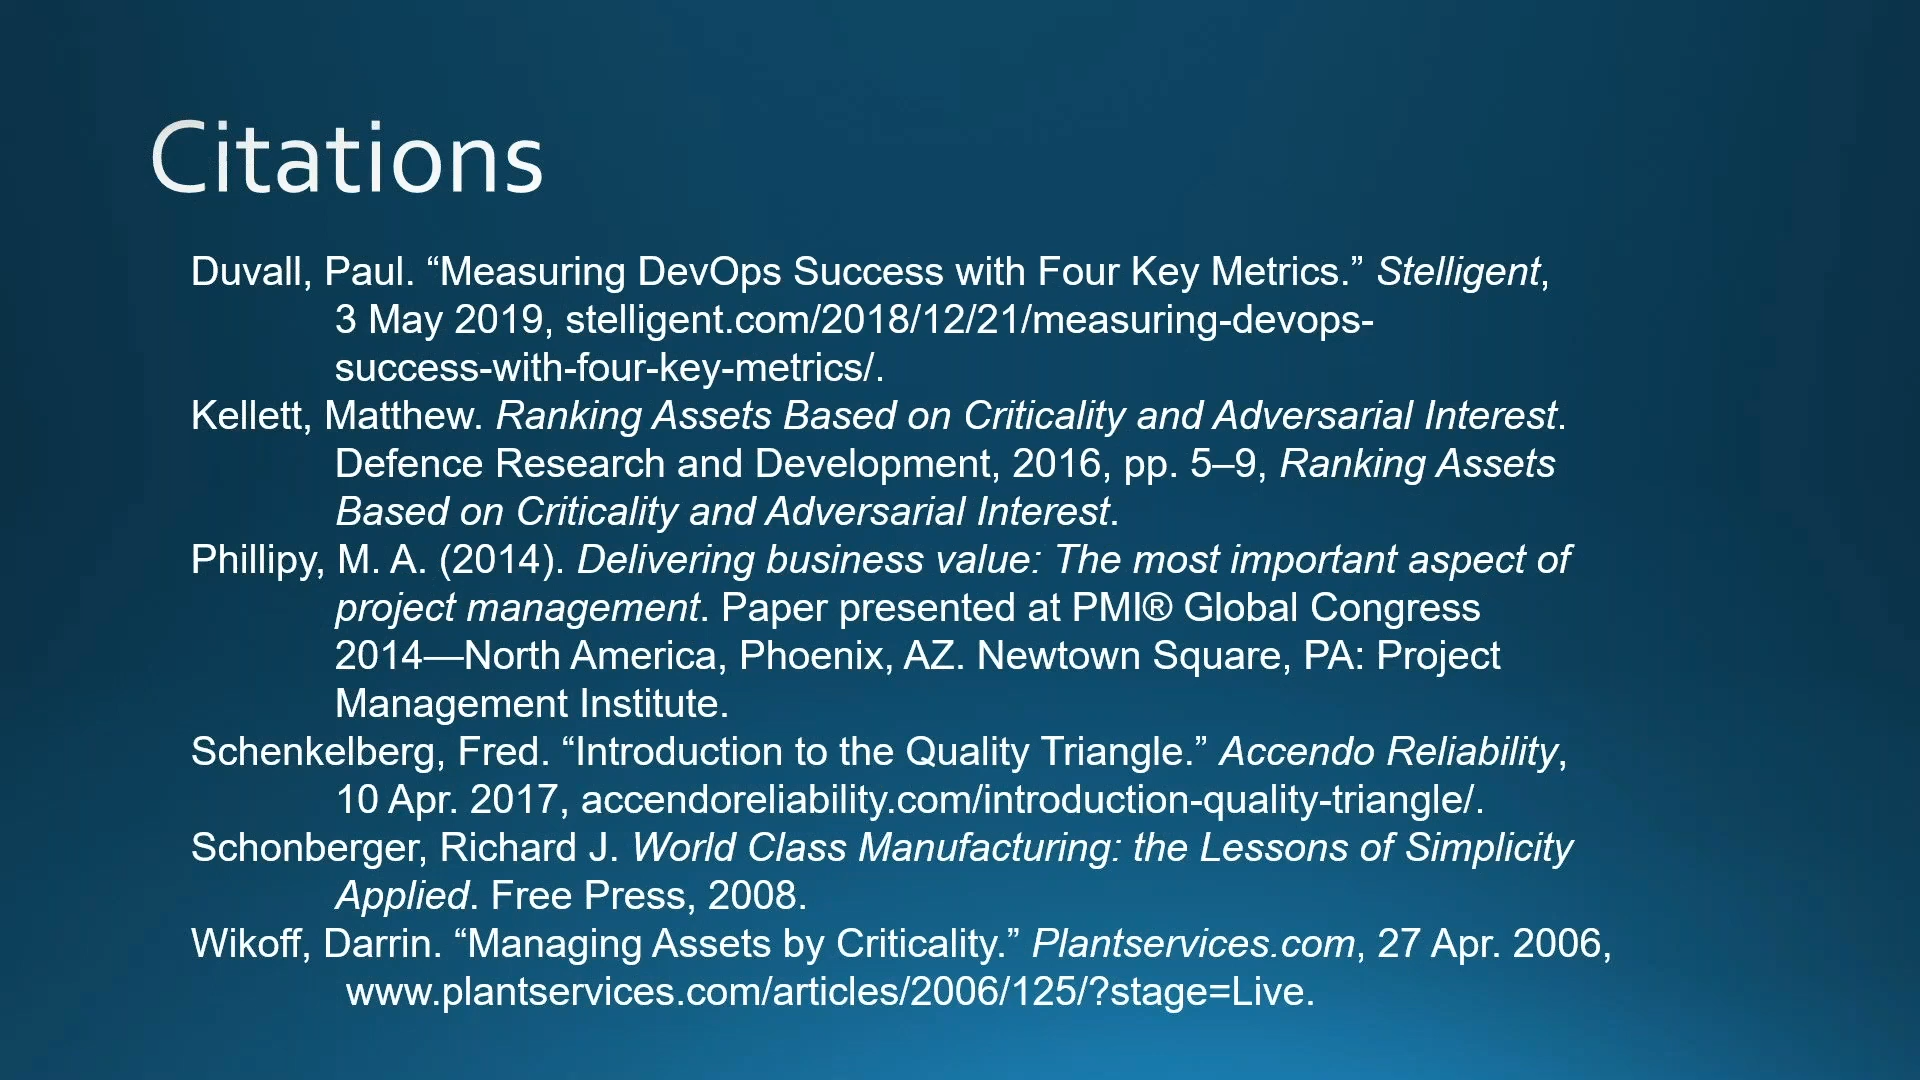 Citations
Duvall, Paul. “Measuring DevOps Success with Four Key Metrics.” Stelligent,
3 May 2019, stelligent.com/2018/12/21/measuring-devops-
success-with-four-key-metrics/.
Kellett, Matthew. Ranking Assets Based on Criticality and Adversarial Interest.
Defence Research and Development, 2016, pp. 5–9, Ranking Assets
Based on Criticality and Adversarial Interest.
Phillipy, M. A. (2014). Delivering business value: The most important aspect of
project management. Paper presented at PMI® Global Congress
2014—North America, Phoenix, AZ. Newtown Square, PA: Project
Management Institute.
Schenkelberg, Fred. “Introduction to the Quality Triangle.” Accendo Reliability,
10 Apr. 2017, accendoreliability.com/introduction-quality-triangle/.
Schonberger, Richard J. World Class Manufacturing: the Lessons of Simplicity
Applied. Free Press, 2008.
Wikoff, Darrin. “Managing Assets by Criticality.” Plantservices.com, 27 Apr. 2006,
www.plantservices.com/articles/2006/125/?stage=Live.